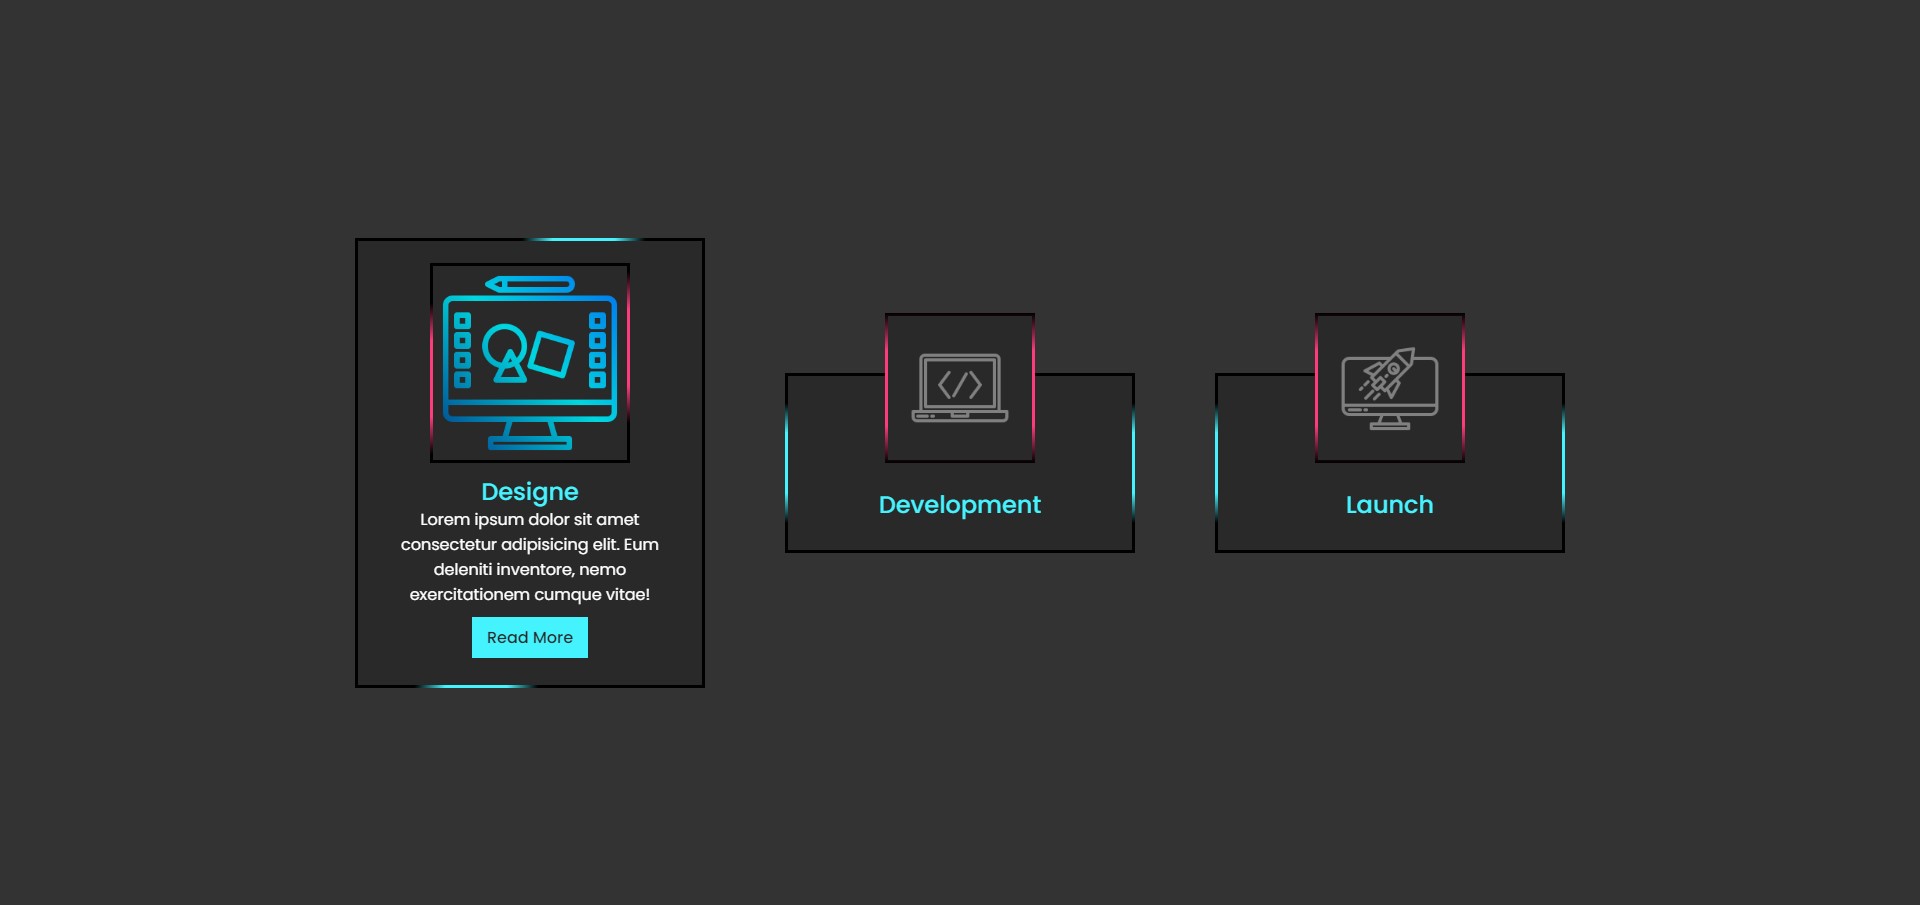 Designe
Lorem ipsum dolor sit amet
consectetur adipisicing elit. Eum
deleniti inventore, nemo
exercitationem cumque vitae!
Read More
</>
Development
Launch